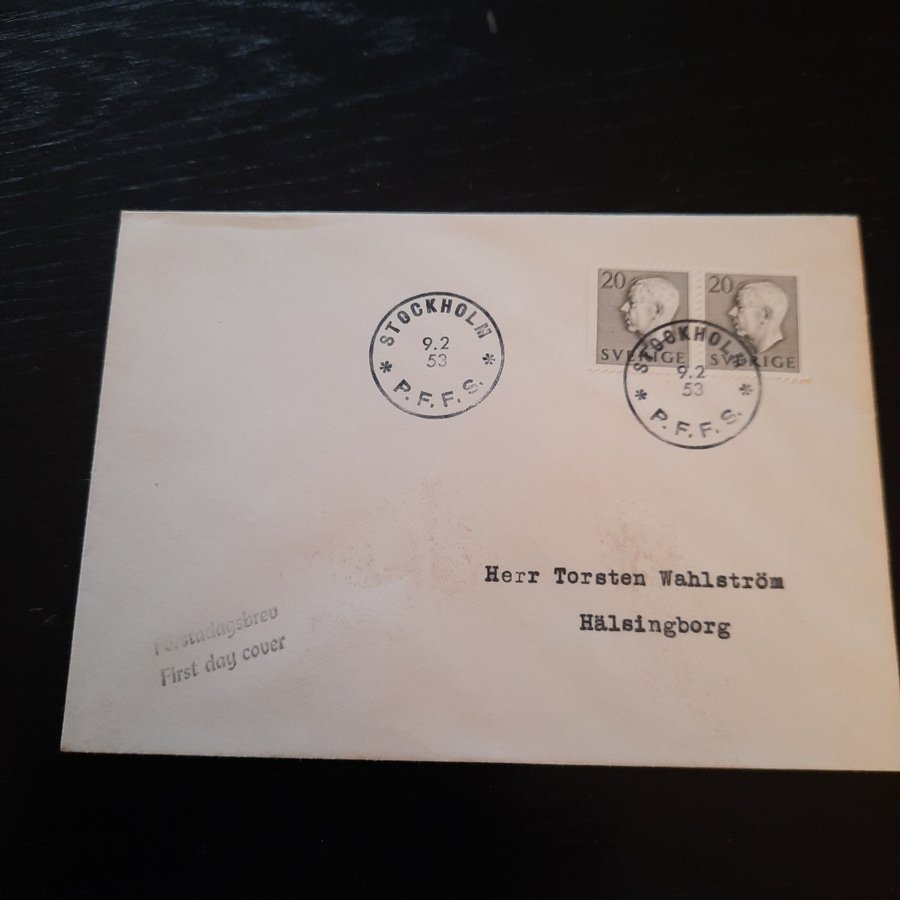 STOCKHOLM
9.2
53
* P.F.F.S. *
20
SVERIGE
20
SVERIGE
STOCKHOLM
9.2
53
* P.F.F.S. *
Herr Torsten Wahlström
Hälsingborg
Förstadagsbrev
First day cover